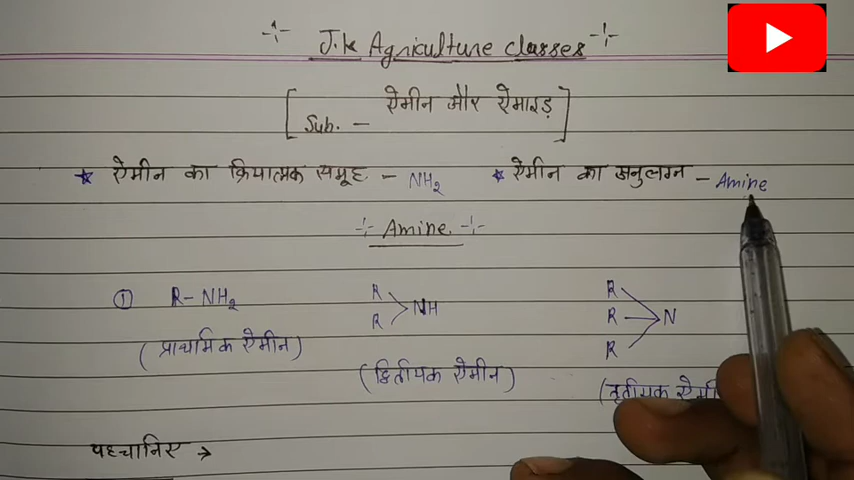 J.k Agriculture classes
[Sub. - ऐमीन और ऐमाइड़]
★ ऐमीन का क्रियात्मक समूह - NH₂ ★ ऐमीन का अनुलग्न - Amine
Amine.
① R-NH₂ R R > NH R R R > N
(प्राथमिक ऐमीन) (द्वितीयक ऐमीन) (तृतीयक
पहचानिए →